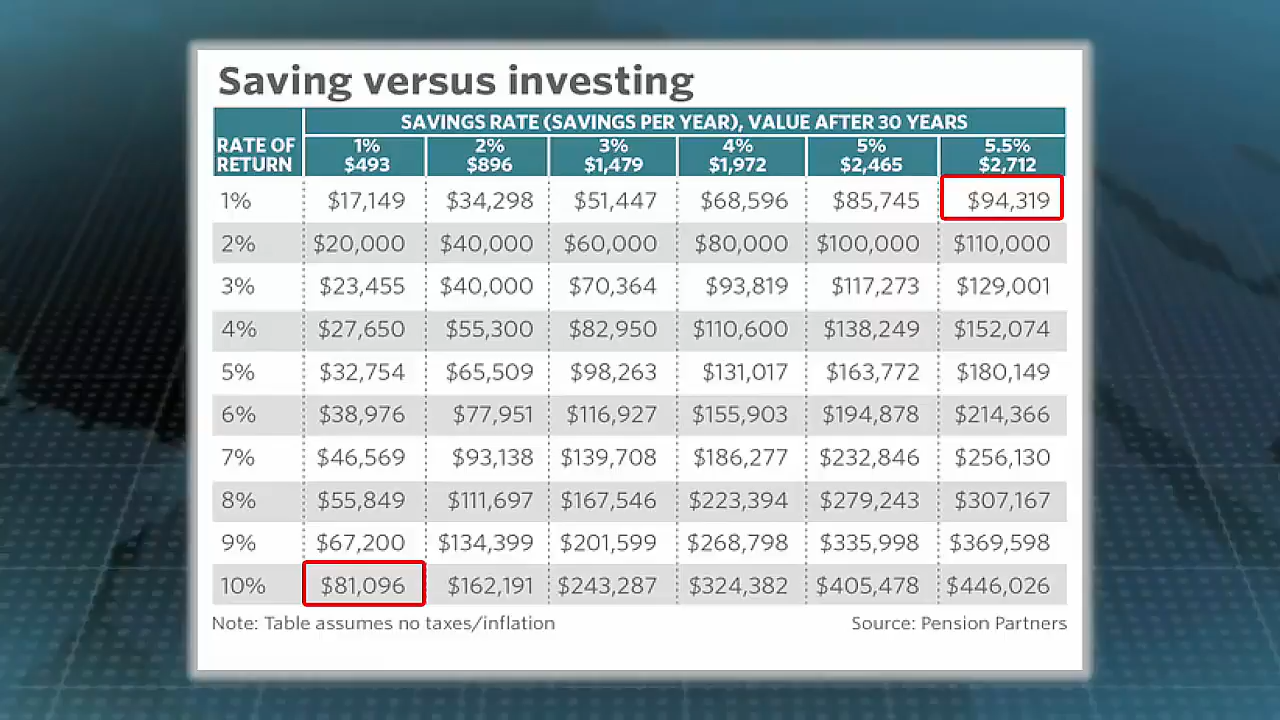 Saving versus investing
SAVINGS RATE (SAVINGS PER YEAR), VALUE AFTER 30 YEARS
RATE OF RETURN 1% $493 2% $896 3% $1,479 4% $1,972 5% $2,465 5.5% $2,712
1% $17,149 $34,298 $51,447 $68,596 $85,745 $94,319
2% $20,000 $40,000 $60,000 $80,000 $100,000 $110,000
3% $23,455 $40,000 $70,364 $93,819 $117,273 $129,001
4% $27,650 $55,300 $82,950 $110,600 $138,249 $152,074
5% $32,754 $65,509 $98,263 $131,017 $163,772 $180,149
6% $38,976 $77,951 $116,927 $155,903 $194,878 $214,366
7% $46,569 $93,138 $139,708 $186,277 $232,846 $256,130
8% $55,849 $111,697 $167,546 $223,394 $279,243 $307,167
9% $67,200 $134,399 $201,599 $268,798 $335,998 $369,598
10% $81,096 $162,191 $243,287 $324,382 $405,478 $446,026
Note: Table assumes no taxes/inflation Source: Pension Partners